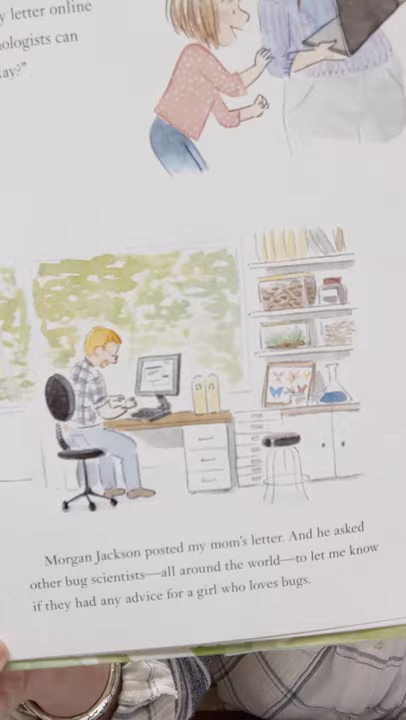 letter online
ologists can
ay?"
Morgan Jackson posted my mom's letter. And he asked
other bug scientists—all around the world—to let me know
if they had any advice for a girl who loves bugs.